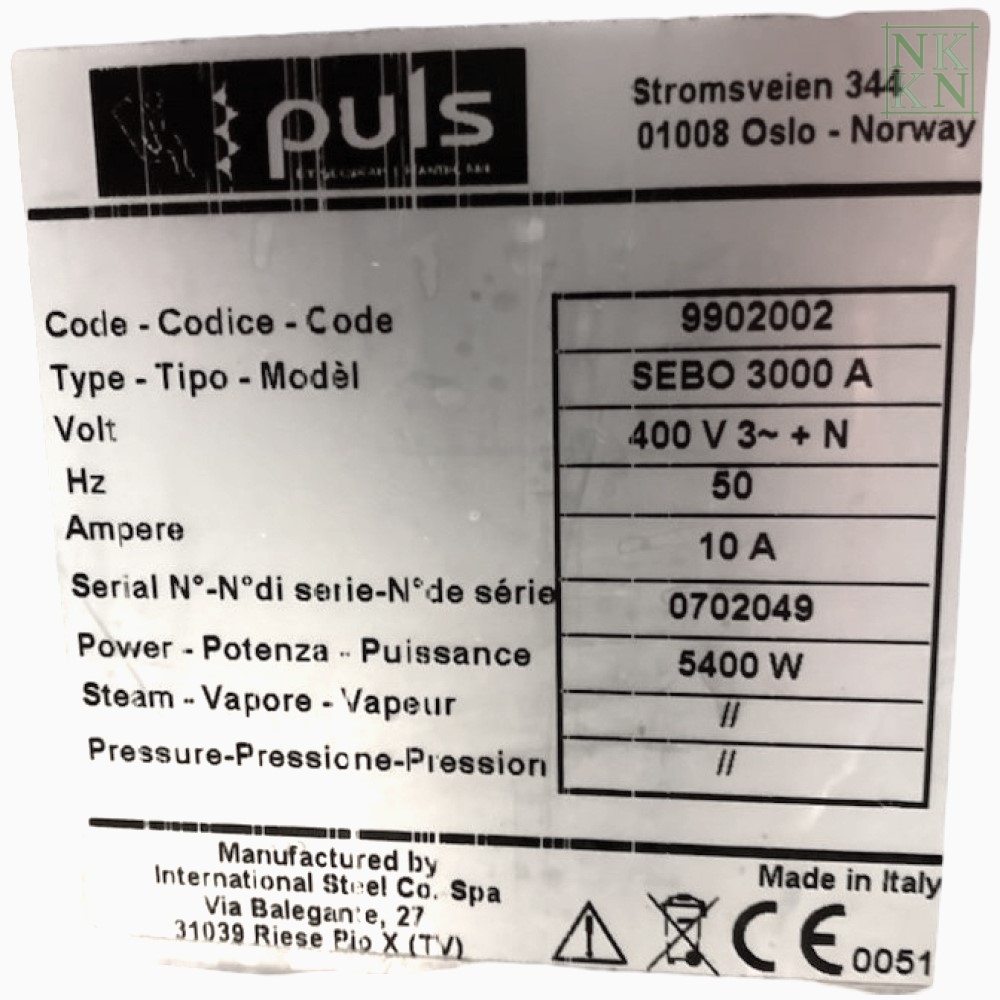 NK
KN
puls
Stromsveien 344
01008 Oslo - Norway
Code - Codice - Code 9902002
Type - Tipo - Modèl SEBO 3000 A
Volt 400 V 3~ + N
Hz 50
Ampere 10 A
Serial N°-N°di serie-N°de série 0702049
Power - Potenza - Puissance 5400 W
Steam - Vapore - Vapeur //
Pressure-Pressione-Pression //
Manufactured by
International Steel Co. Spa
Via Balegante, 27
31039 Riese Pio X (TV)
Made in Italy
CE 0051